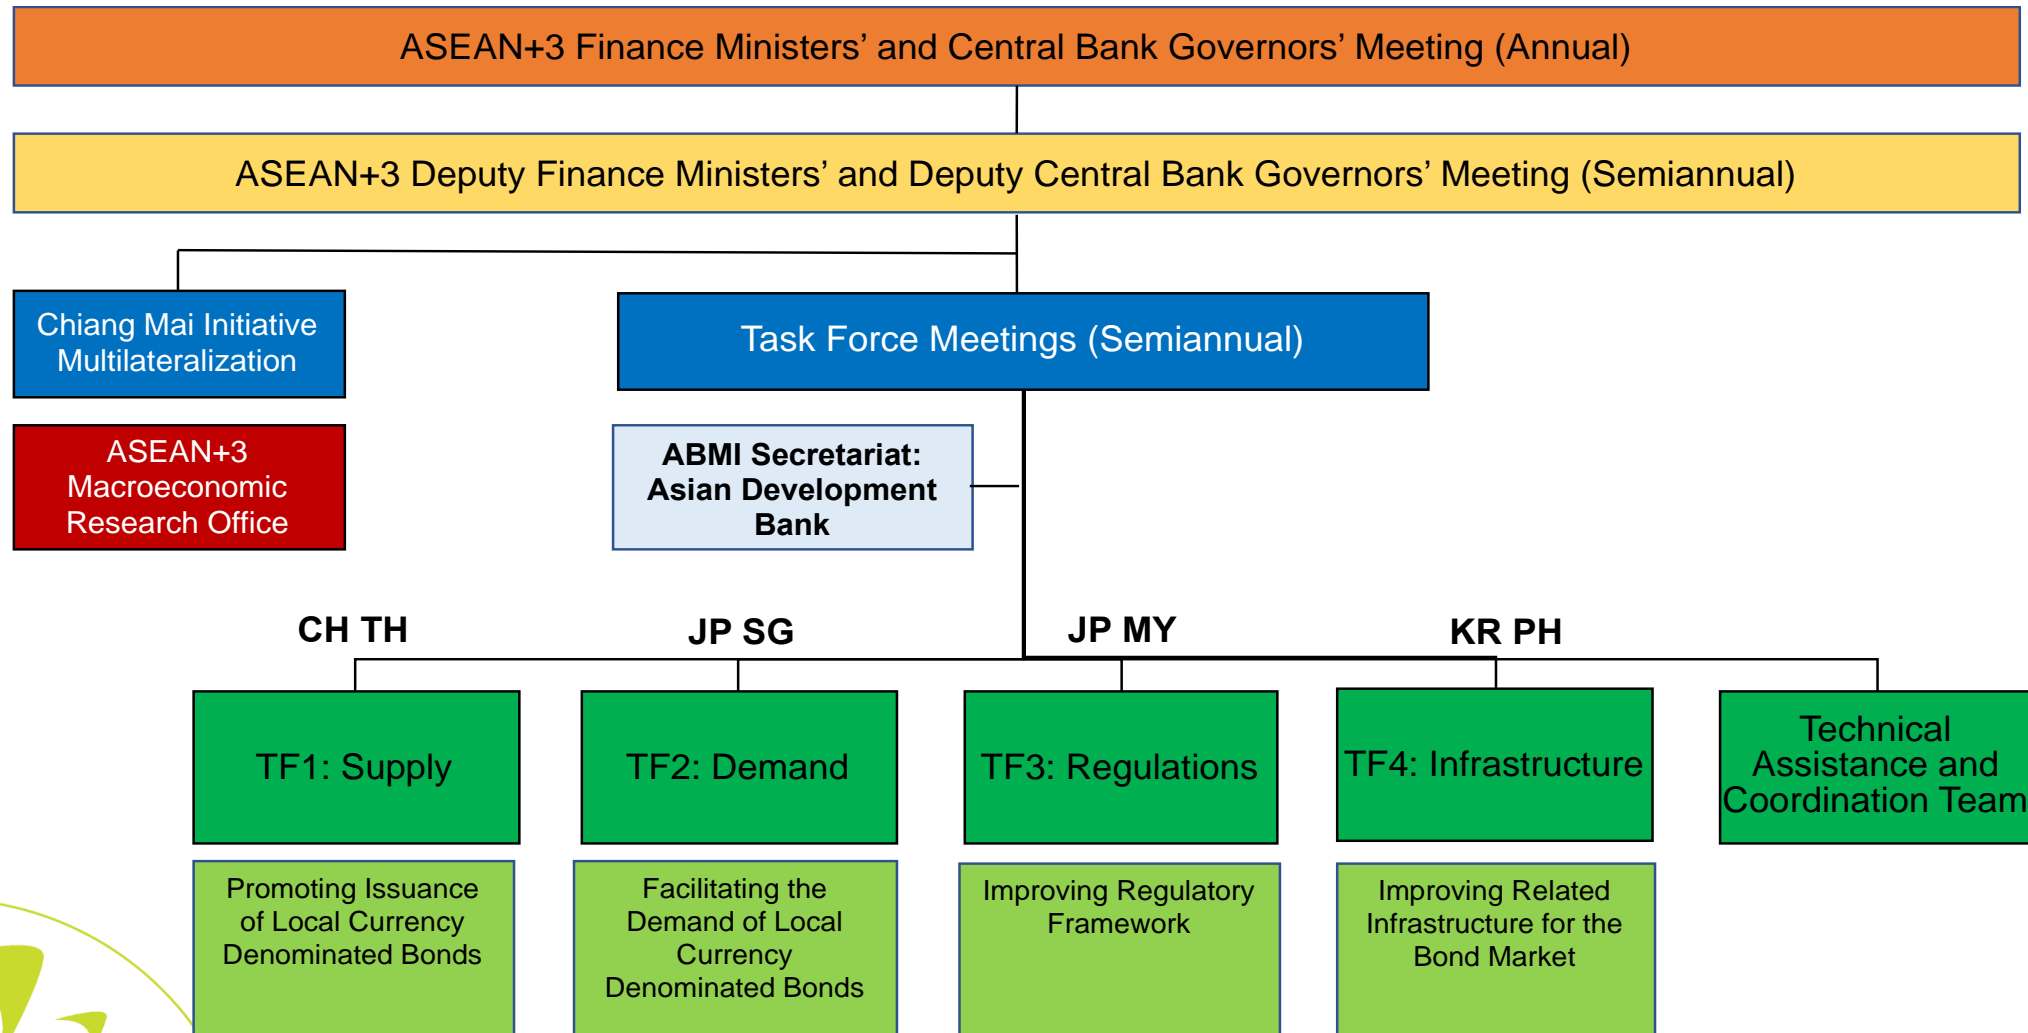 ASEAN+3 Finance Ministers’ and Central Bank Governors’ Meeting (Annual)
ASEAN+3 Deputy Finance Ministers’ and Deputy Central Bank Governors’ Meeting (Semiannual)
Chiang Mai Initiative
Multilateralization
Task Force Meetings (Semiannual)
ASEAN+3
Macroeconomic
Research Office
ABMI Secretariat:
Asian Development
Bank
CH TH
JP SG
JP MY
KR PH
TF1: Supply
TF2: Demand
TF3: Regulations
TF4: Infrastructure
Technical
Assistance and
Coordination Team
Promoting Issuance
of Local Currency
Denominated Bonds
Facilitating the
Demand of Local
Currency
Denominated Bonds
Improving Regulatory
Framework
Improving Related
Infrastructure for the
Bond Market